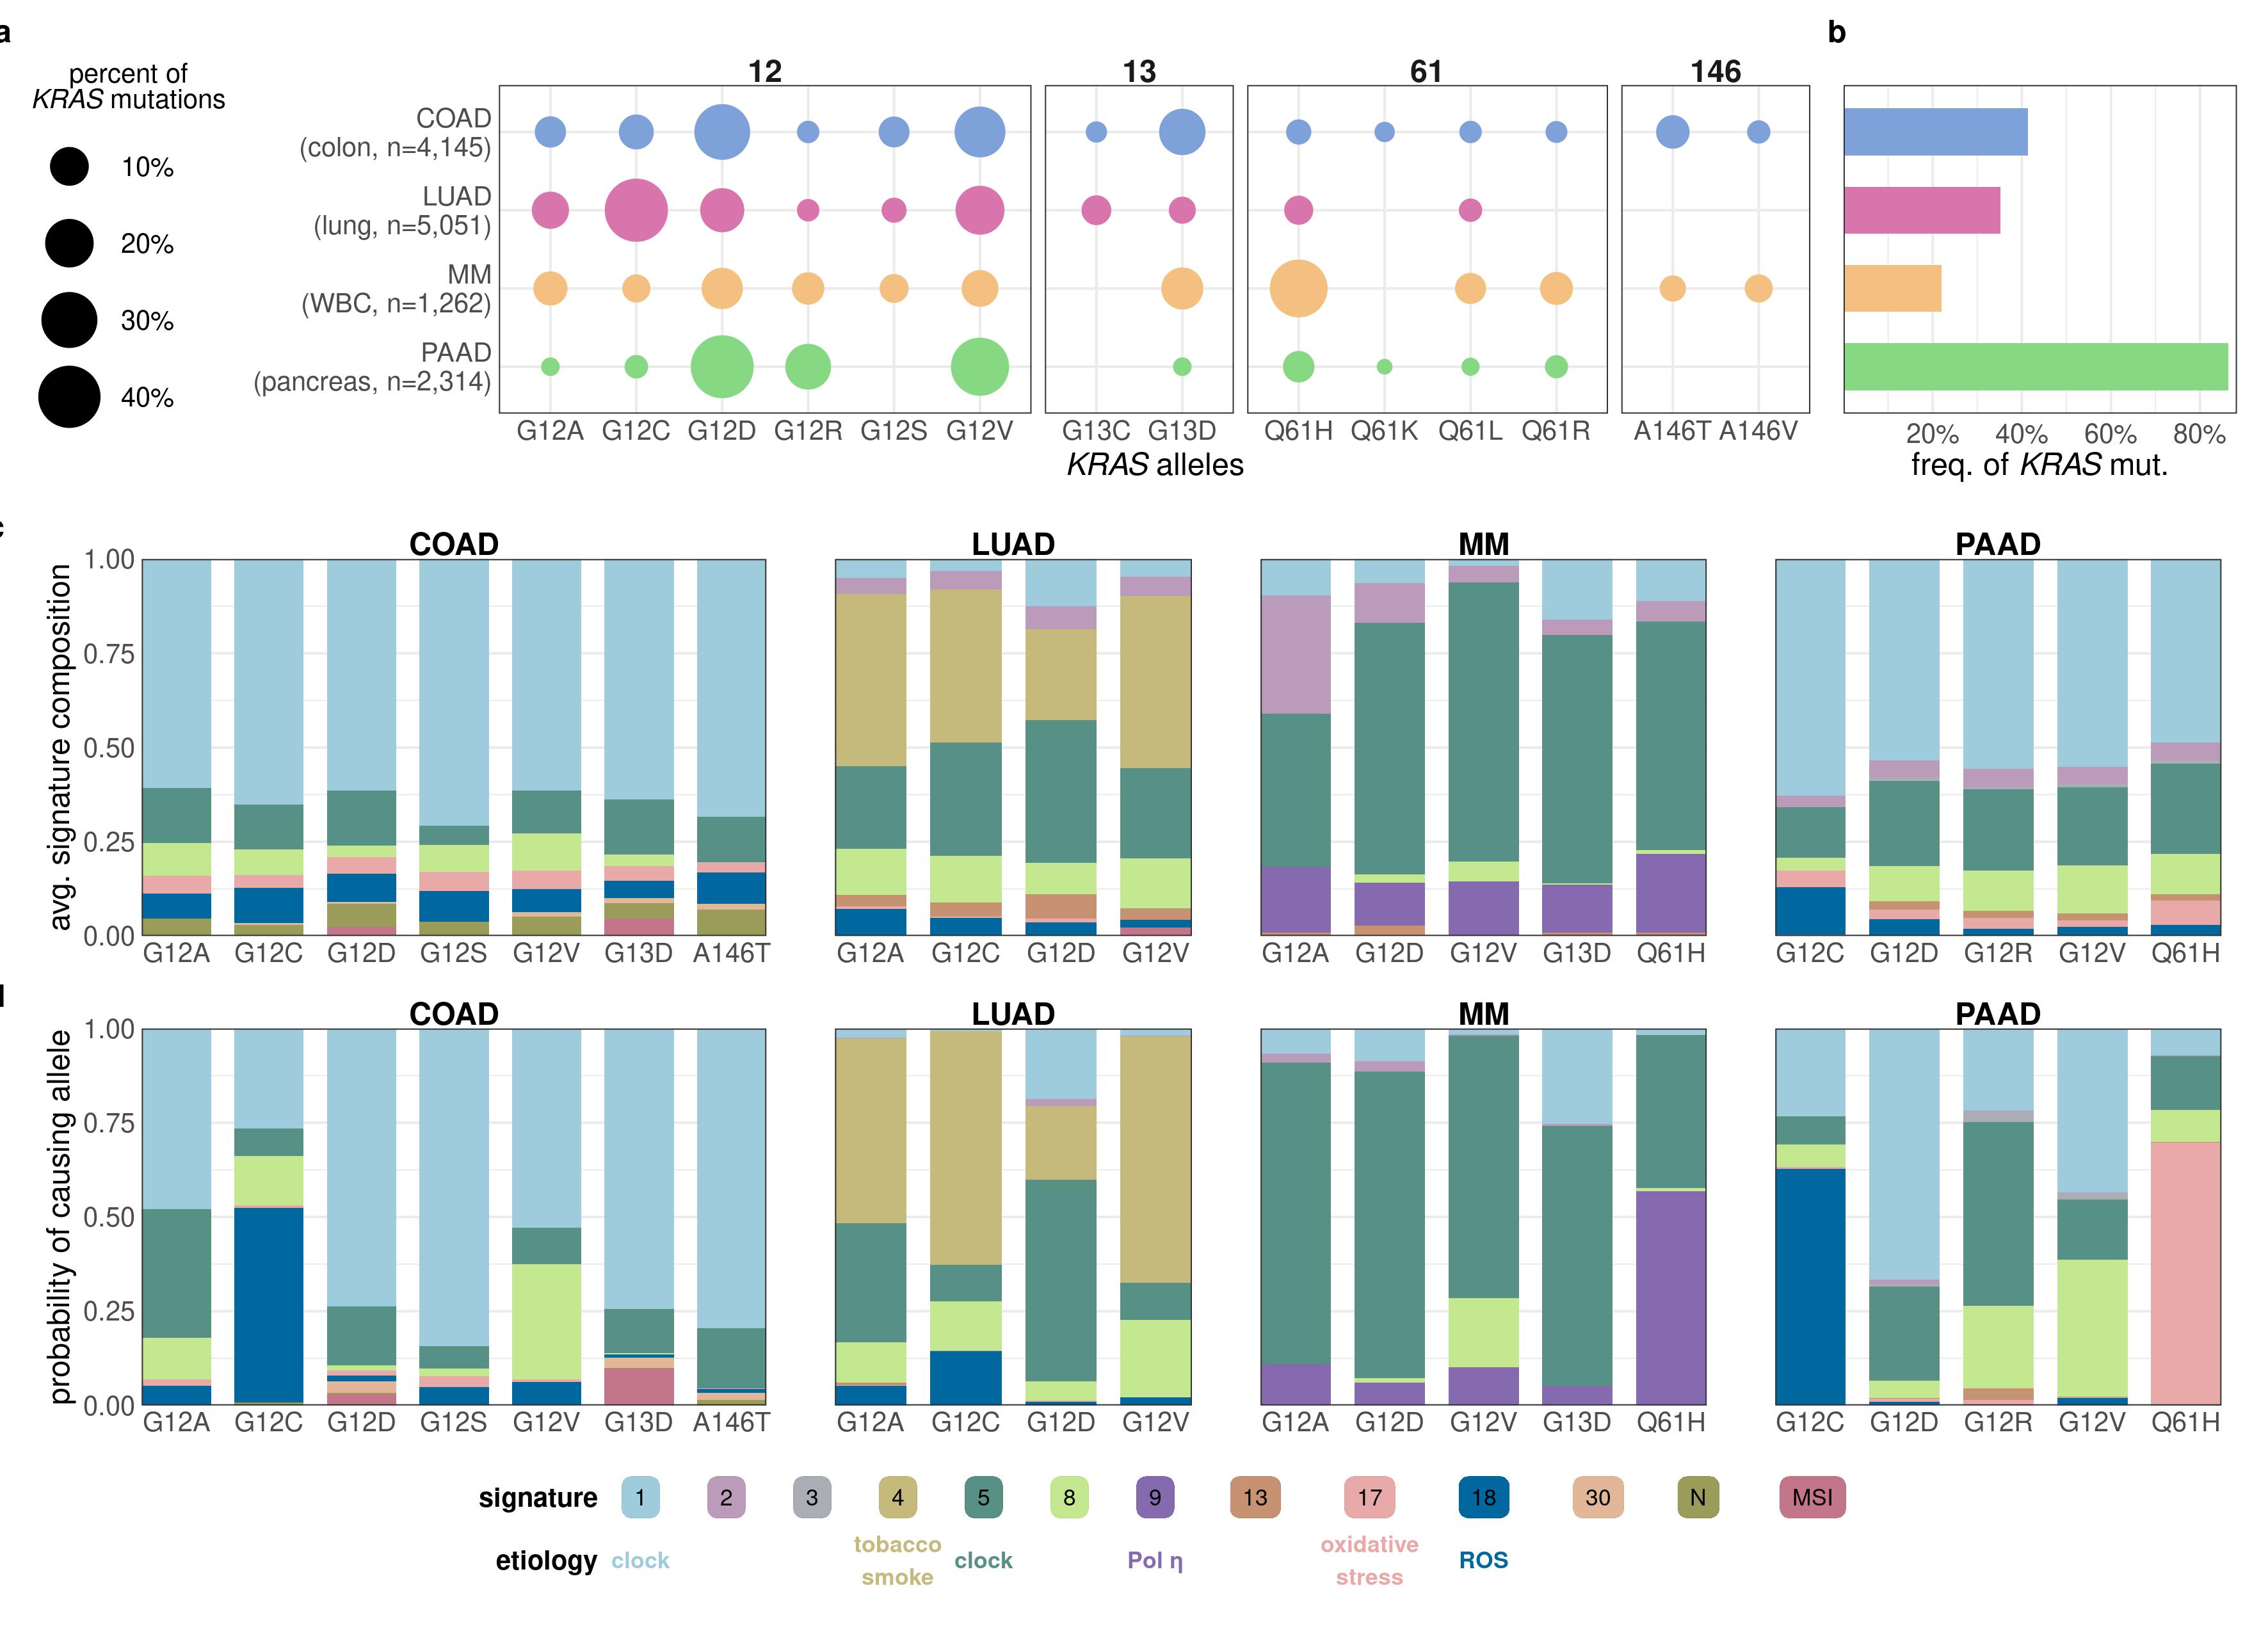 a
b
percent of
KRAS mutations
10%
20%
30%
40%
12
13
61
146
COAD
(colon, n=4,145)
LUAD
(lung, n=5,051)
MM
(WBC, n=1,262)
PAAD
(pancreas, n=2,314)
G12A G12C G12D G12R G12S G12V
G13C G13D
Q61H Q61K Q61L Q61R
A146T A146V
KRAS alleles
20% 40% 60% 80%
freq. of KRAS mut.
c
COAD
LUAD
MM
PAAD
avg. signature composition
1.00
0.75
0.50
0.25
0.00
G12A G12C G12D G12S G12V G13D A146T
G12A G12C G12D G12V
G12A G12D G12V G13D Q61H
G12C G12D G12R G12V Q61H
COAD
LUAD
MM
PAAD
probability of causing allele
1.00
0.75
0.50
0.25
0.00
G12A G12C G12D G12S G12V G13D A146T
G12A G12C G12D G12V
G12A G12D G12V G13D Q61H
G12C G12D G12R G12V Q61H
signature 1 2 3 4 5 8 9 13 17 18 30 N MSI
etiology clock tobacco smoke clock Pol η oxidative stress ROS